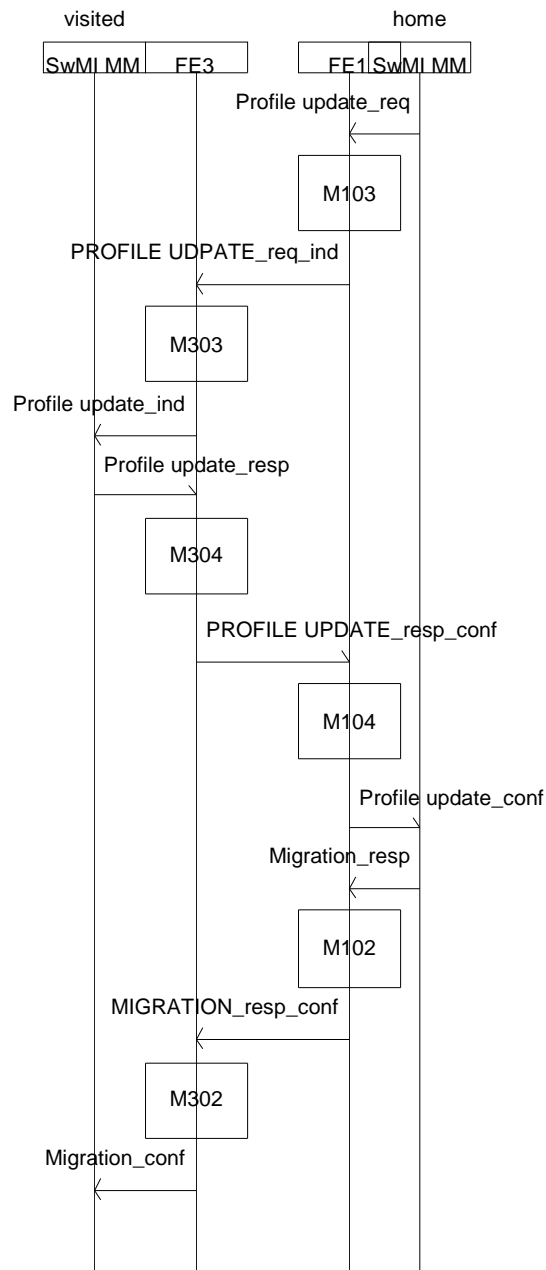 visited
home
SwMI MM
FE3
FE1
SwMI MM
Profile update_req
M103
PROFILE UDPATE_req_ind
M303
Profile update_ind
Profile update_resp
M304
PROFILE UPDATE_resp_conf
M104
Profile update_conf
Migration_resp
M102
MIGRATION_resp_conf
M302
Migration_conf